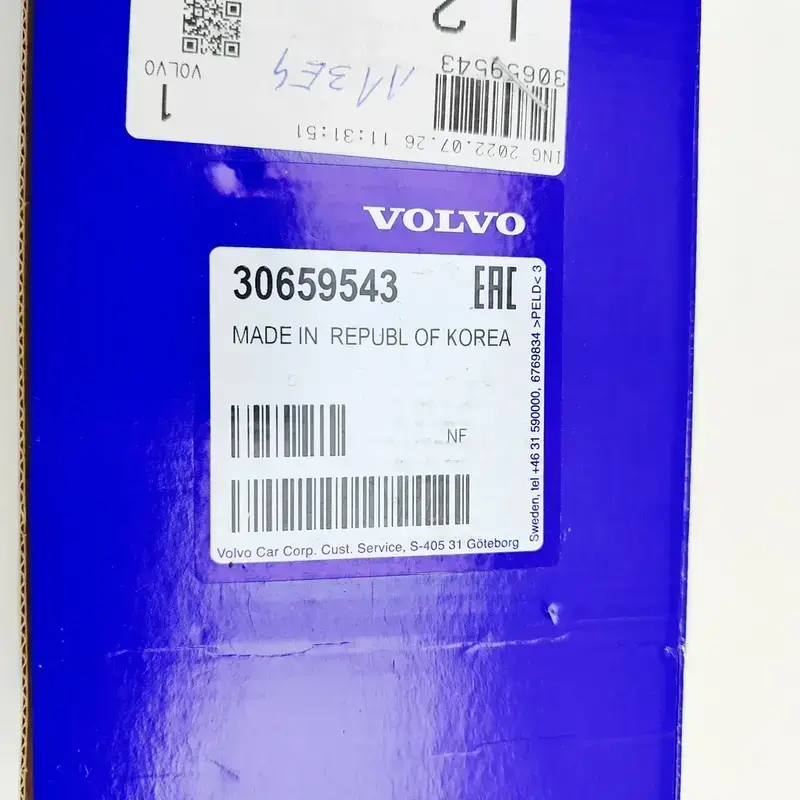 L2
30659543
ING 2022.07.26 11:31:51
VOLVO
1
VOLVO
30659543
EAC
MADE IN REPUBL OF KOREA
NF
Volvo Car Corp. Cust. Service, S-405 31 Göteborg
Sweden, tel +46 31 590000, 6769834 >PELD< 3